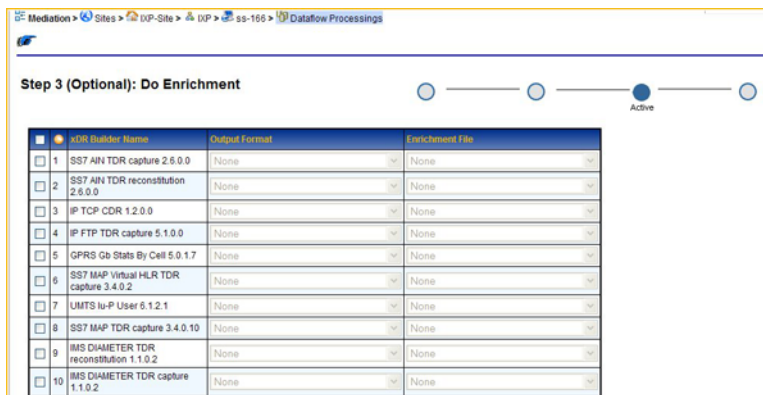 Mediation > Sites > IXP-Site > IXP > ss-166 > Dataflow Processings
Step 3 (Optional): Do Enrichment
Active
xDR Builder Name Output Format Enrichment File
1 SS7 AIN TDR capture 2.6.0.0 None None
2 SS7 AIN TDR reconstitution
2.6.0.0 None None
3 IP TCP CDR 1.2.0.0 None None
4 IP FTP TDR capture 5.1.0.0 None None
5 GPRS Gb Stats By Cell 5.0.1.7 None None
6 SS7 MAP Virtual HLR TDR
capture 3.4.0.2 None None
7 UMTS Iu-P User 6.1.2.1 None None
8 SS7 MAP TDR capture 3.4.0.10 None None
9 IMS DIAMETER TDR
reconstitution 1.1.0.2 None None
10 IMS DIAMETER TDR capture
1.1.0.2 None None